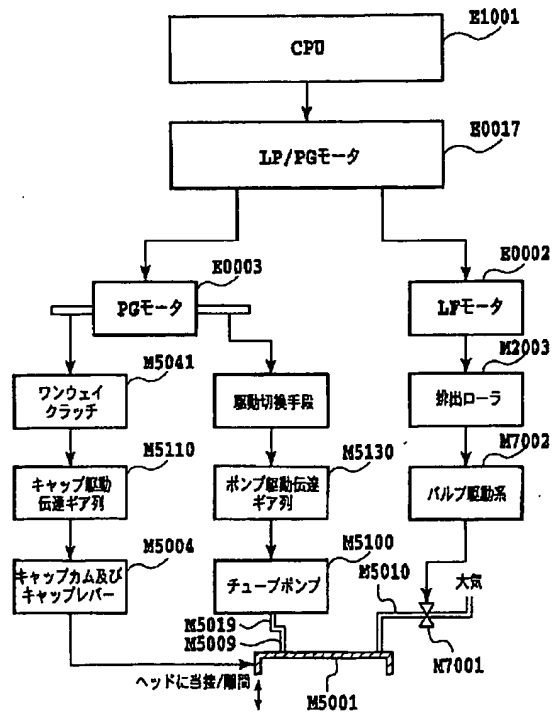 E1001
CPU
E0017
LP/PGモータ
E0003
PGモータ
E0002
LFモータ
M5041
ワンウェイ
クラッチ
駆動切換手段
M2003
排出ローラ
M5110
キャップ駆動
伝達ギア列
M5130
ポンプ駆動伝達
ギア列
M7002
バルブ駆動系
M5004
キャップカム及び
キャップレバー
M5100
チューブポンプ
M5010
大気
M5019
M5009
M7001
ヘッドに当接/離間
M5001